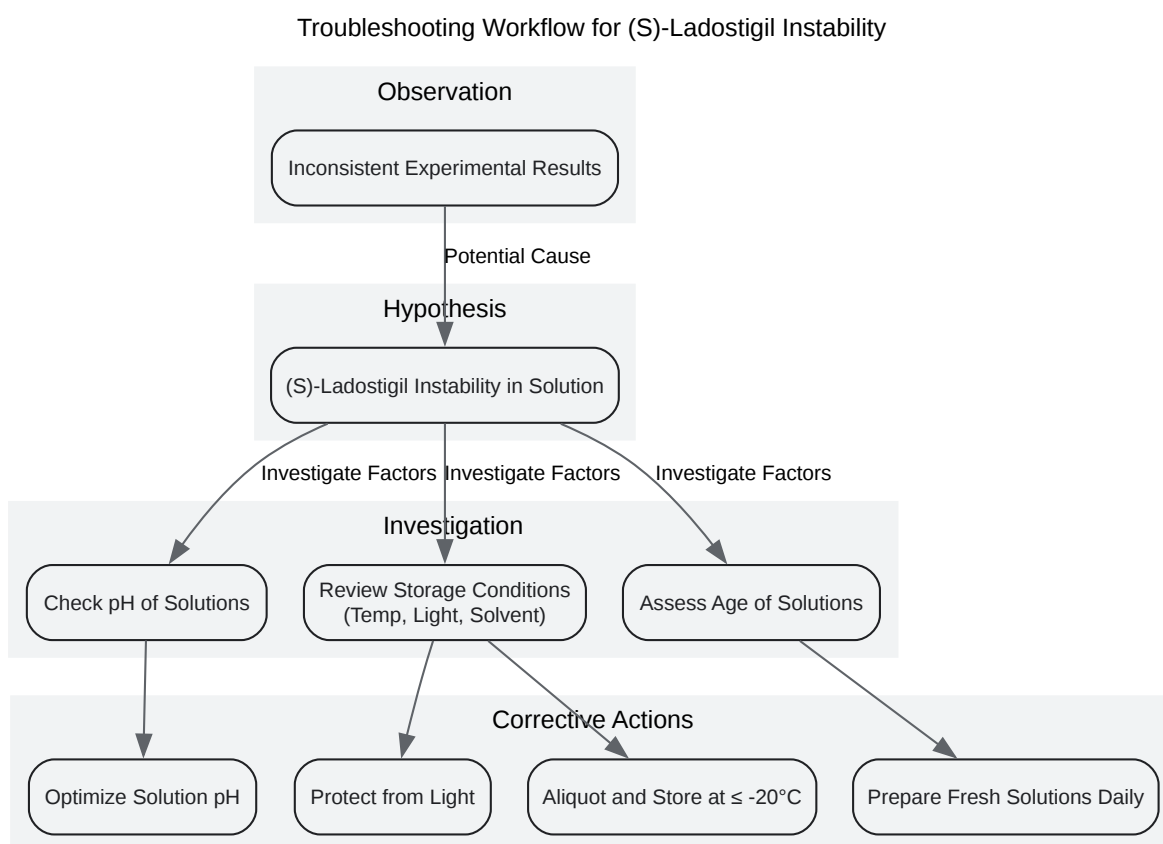 Troubleshooting Workflow for (S)-Ladostigil Instability
Observation
Inconsistent Experimental Results
Potential Cause
Hypothesis
(S)-Ladostigil Instability in Solution
Investigate Factors
Investigate Factors
Investigate Factors
Investigation
Check pH of Solutions
Review Storage Conditions
(Temp, Light, Solvent)
Assess Age of Solutions
Corrective Actions
Optimize Solution pH
Protect from Light
Aliquot and Store at ≤ -20°C
Prepare Fresh Solutions Daily